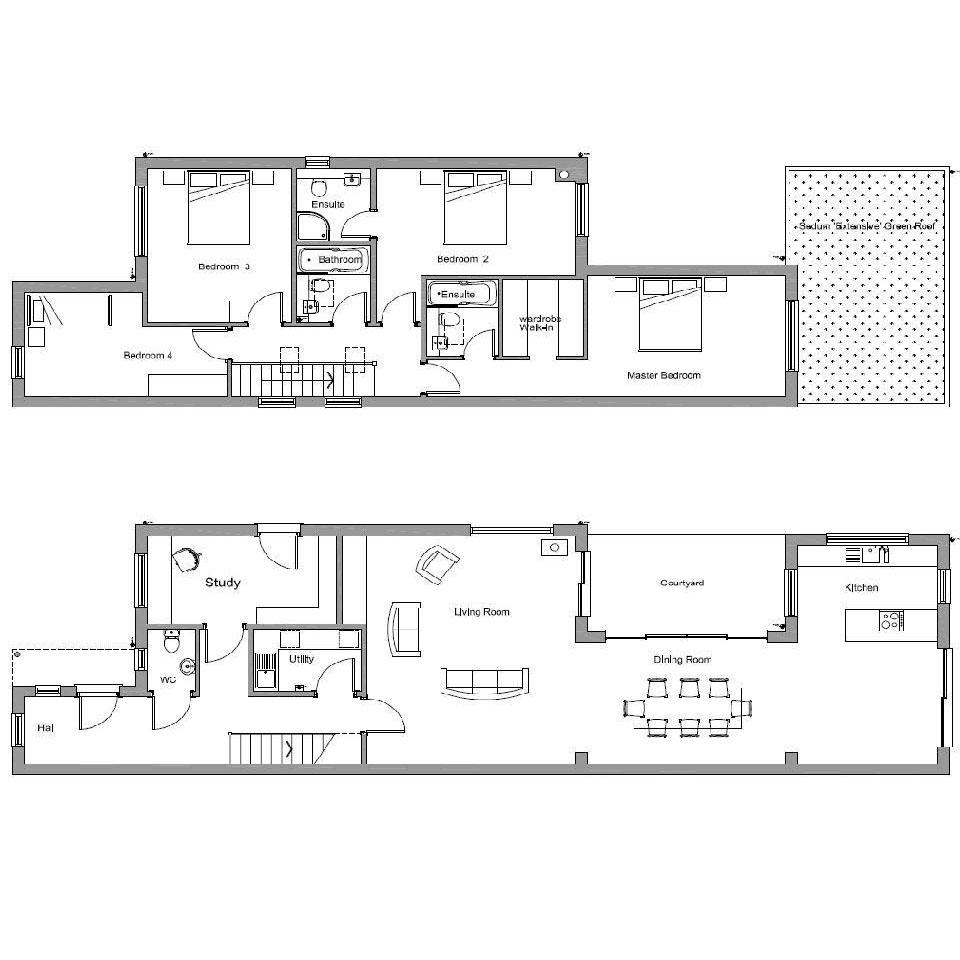 Sedum 'Extensive' Green Roof
Ensuite
Bedroom 3
Bathroom
Bedroom 2
Ensuite
wardrobs
Walk-In
Bedroom 4
Master Bedroom
Study
Courtyard
Kitchen
Living Room
Utility
Dining Room
WC
Hal